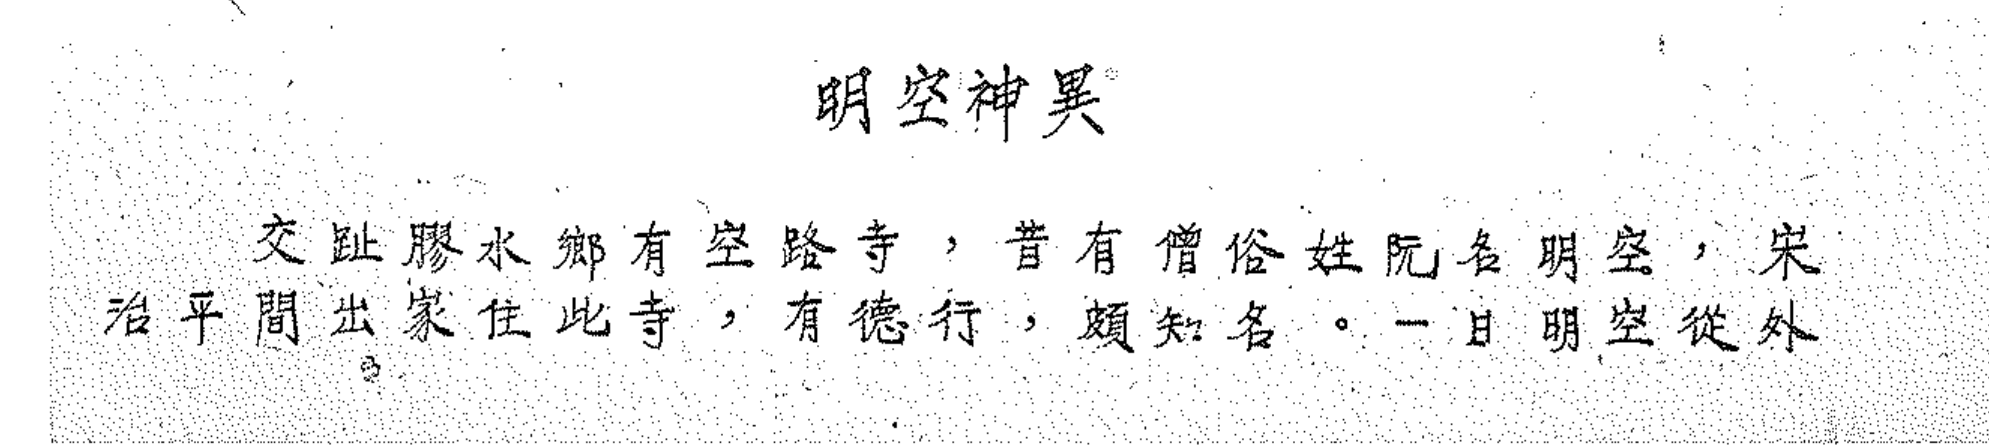 明空神異
交趾膠水鄉有空路寺，昔有僧俗姓阮名明空，宋
治平間出家住此寺，有德行，頗知名。一日明空從外